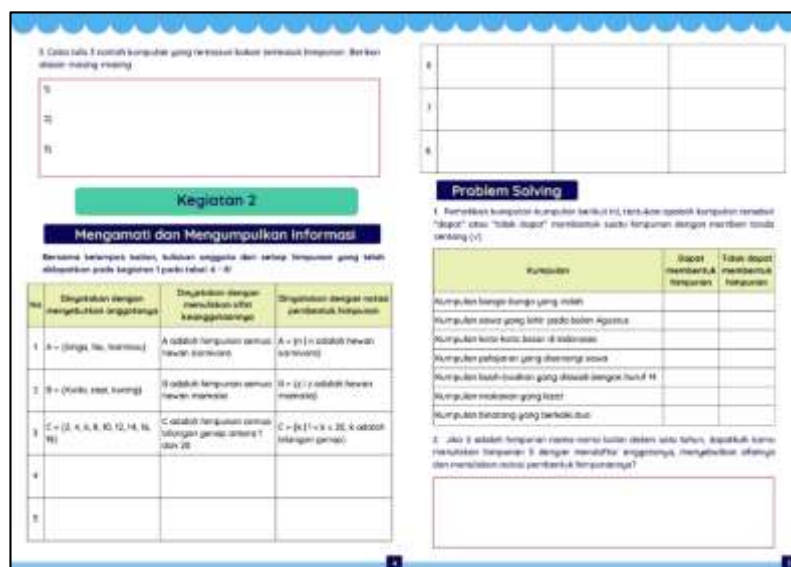 3. Coba tulis 3 contoh kumpulan yang termasuk bukan termasuk himpunan. Berikan
alasan masing-masing
1)
2)
3)
Kegiatan 2
Mengamati dan Mengumpulkan Informasi
Bersama kelompok kalian, tuliskan anggota dari setiap himpunan yang telah
didapatkan pada kegiatan 1 pada tabel 4 - 8!
No
Dinyatakan dengan
menyebutkan anggotanya
Dinyatakan dengan
menuliskan sifat
keanggotaannya
Dinyatakan dengan notasi
pembentuk himpunan
1
A = {Singa, harimau}
A adalah himpunan semua
hewan karnivora
adalah hewan
karnivora}
2
B = {Kuda, sapi, kucing}
B adalah himpunan semua
hewan mamalia
adalah hewan
mamalia}
3
C = {2, 4, 6, 8, 10, 12, 14, 16,
18}
C adalah himpunan semua
bilangan genap antara 1
dan 20
C = {k | 1 < k < 20, k adalah
bilangan genap}
4
5
6
7
8
Problem Solving
1. Perhatikan kumpulan-kumpulan berikut ini, tentukan apakah kumpulan tersebut
"dapat" atau "tidak dapat" membentuk suatu himpunan dengan memberi tanda
centang (v)
Kumpulan
Dapat
membentuk
himpunan
Tidak dapat
membentuk
himpunan
Kumpulan bunga-bunga yang indah
Kumpulan siswa yang lahir pada bulan Agustus
Kumpulan kota-kota besar di Indonesia
Kumpulan pelajaran yang disenangi siswa
Kumpulan buah-buahan yang diawali dengan huruf M
Kumpulan makanan yang lezat
Kumpulan binatang yang berkaki dua
2. Jika S adalah himpunan nama-nama bulan dalam satu tahun, dapatkah kamu
menuliskan himpunan S dengan mendaftar anggotanya, menyebutkan sifatnya
dan menuliskan notasi pembentuk himpunannya?
4